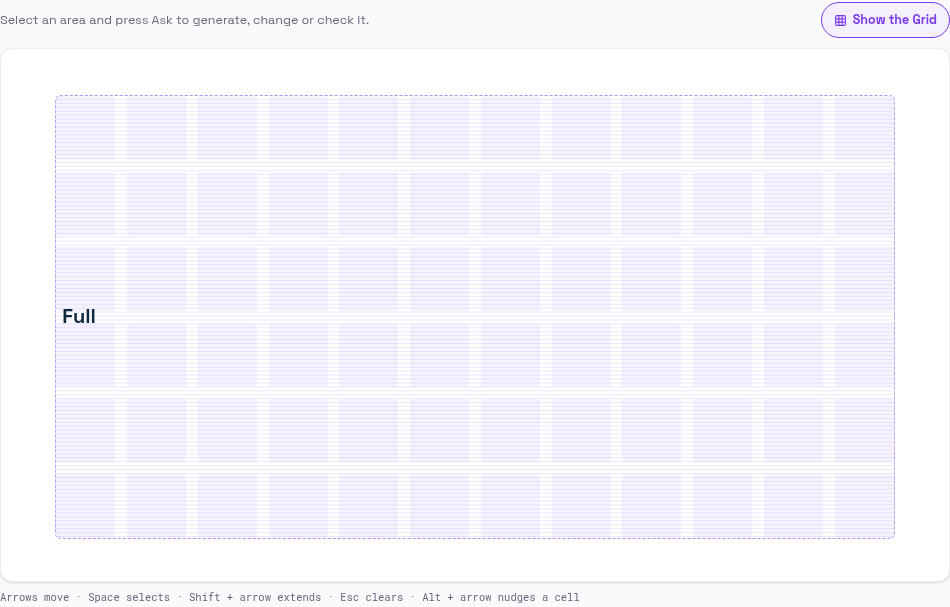 Select an area and press Ask to generate, change or check it.
Show the Grid
Full
Arrows move · Space selects · Shift + arrow extends · Esc clears · Alt + arrow nudges a cell